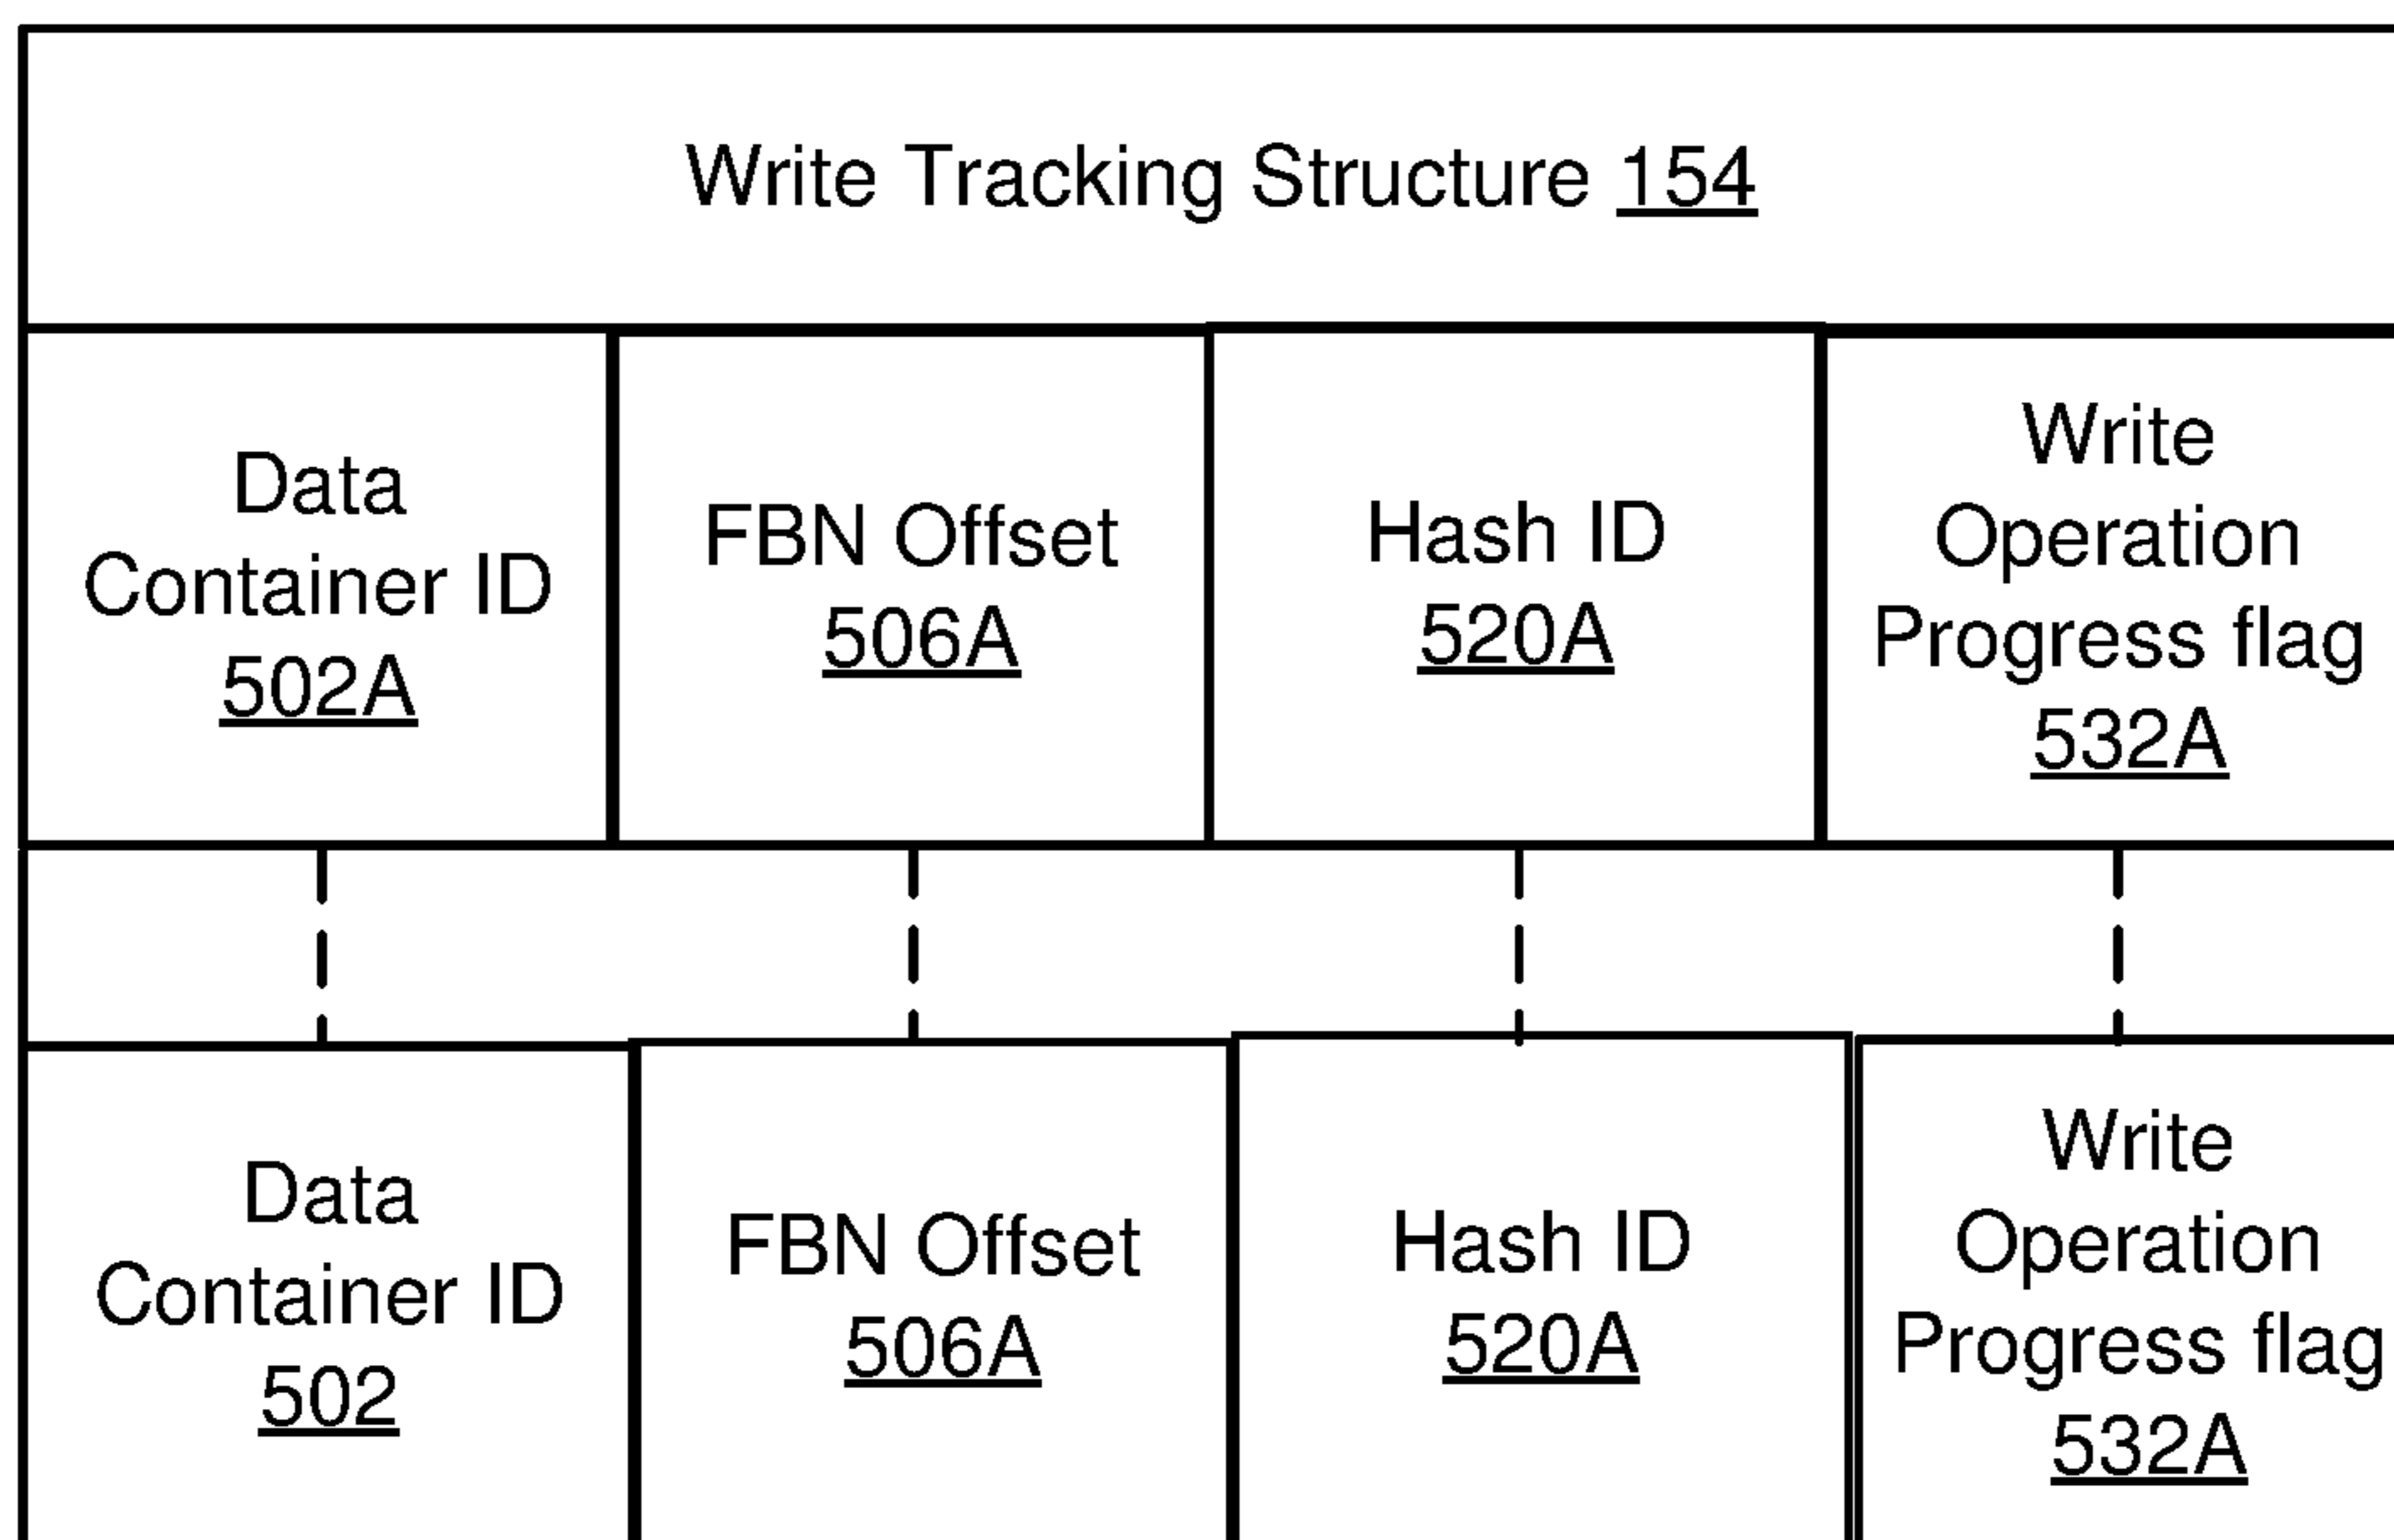 Write Tracking Structure 154
Data
Container ID
502A
FBN Offset
506A
Hash ID
520A
Write
Operation
Progress flag
532A
Data
Container ID
502
FBN Offset
506A
Hash ID
520A
Write
Operation
Progress flag
532A